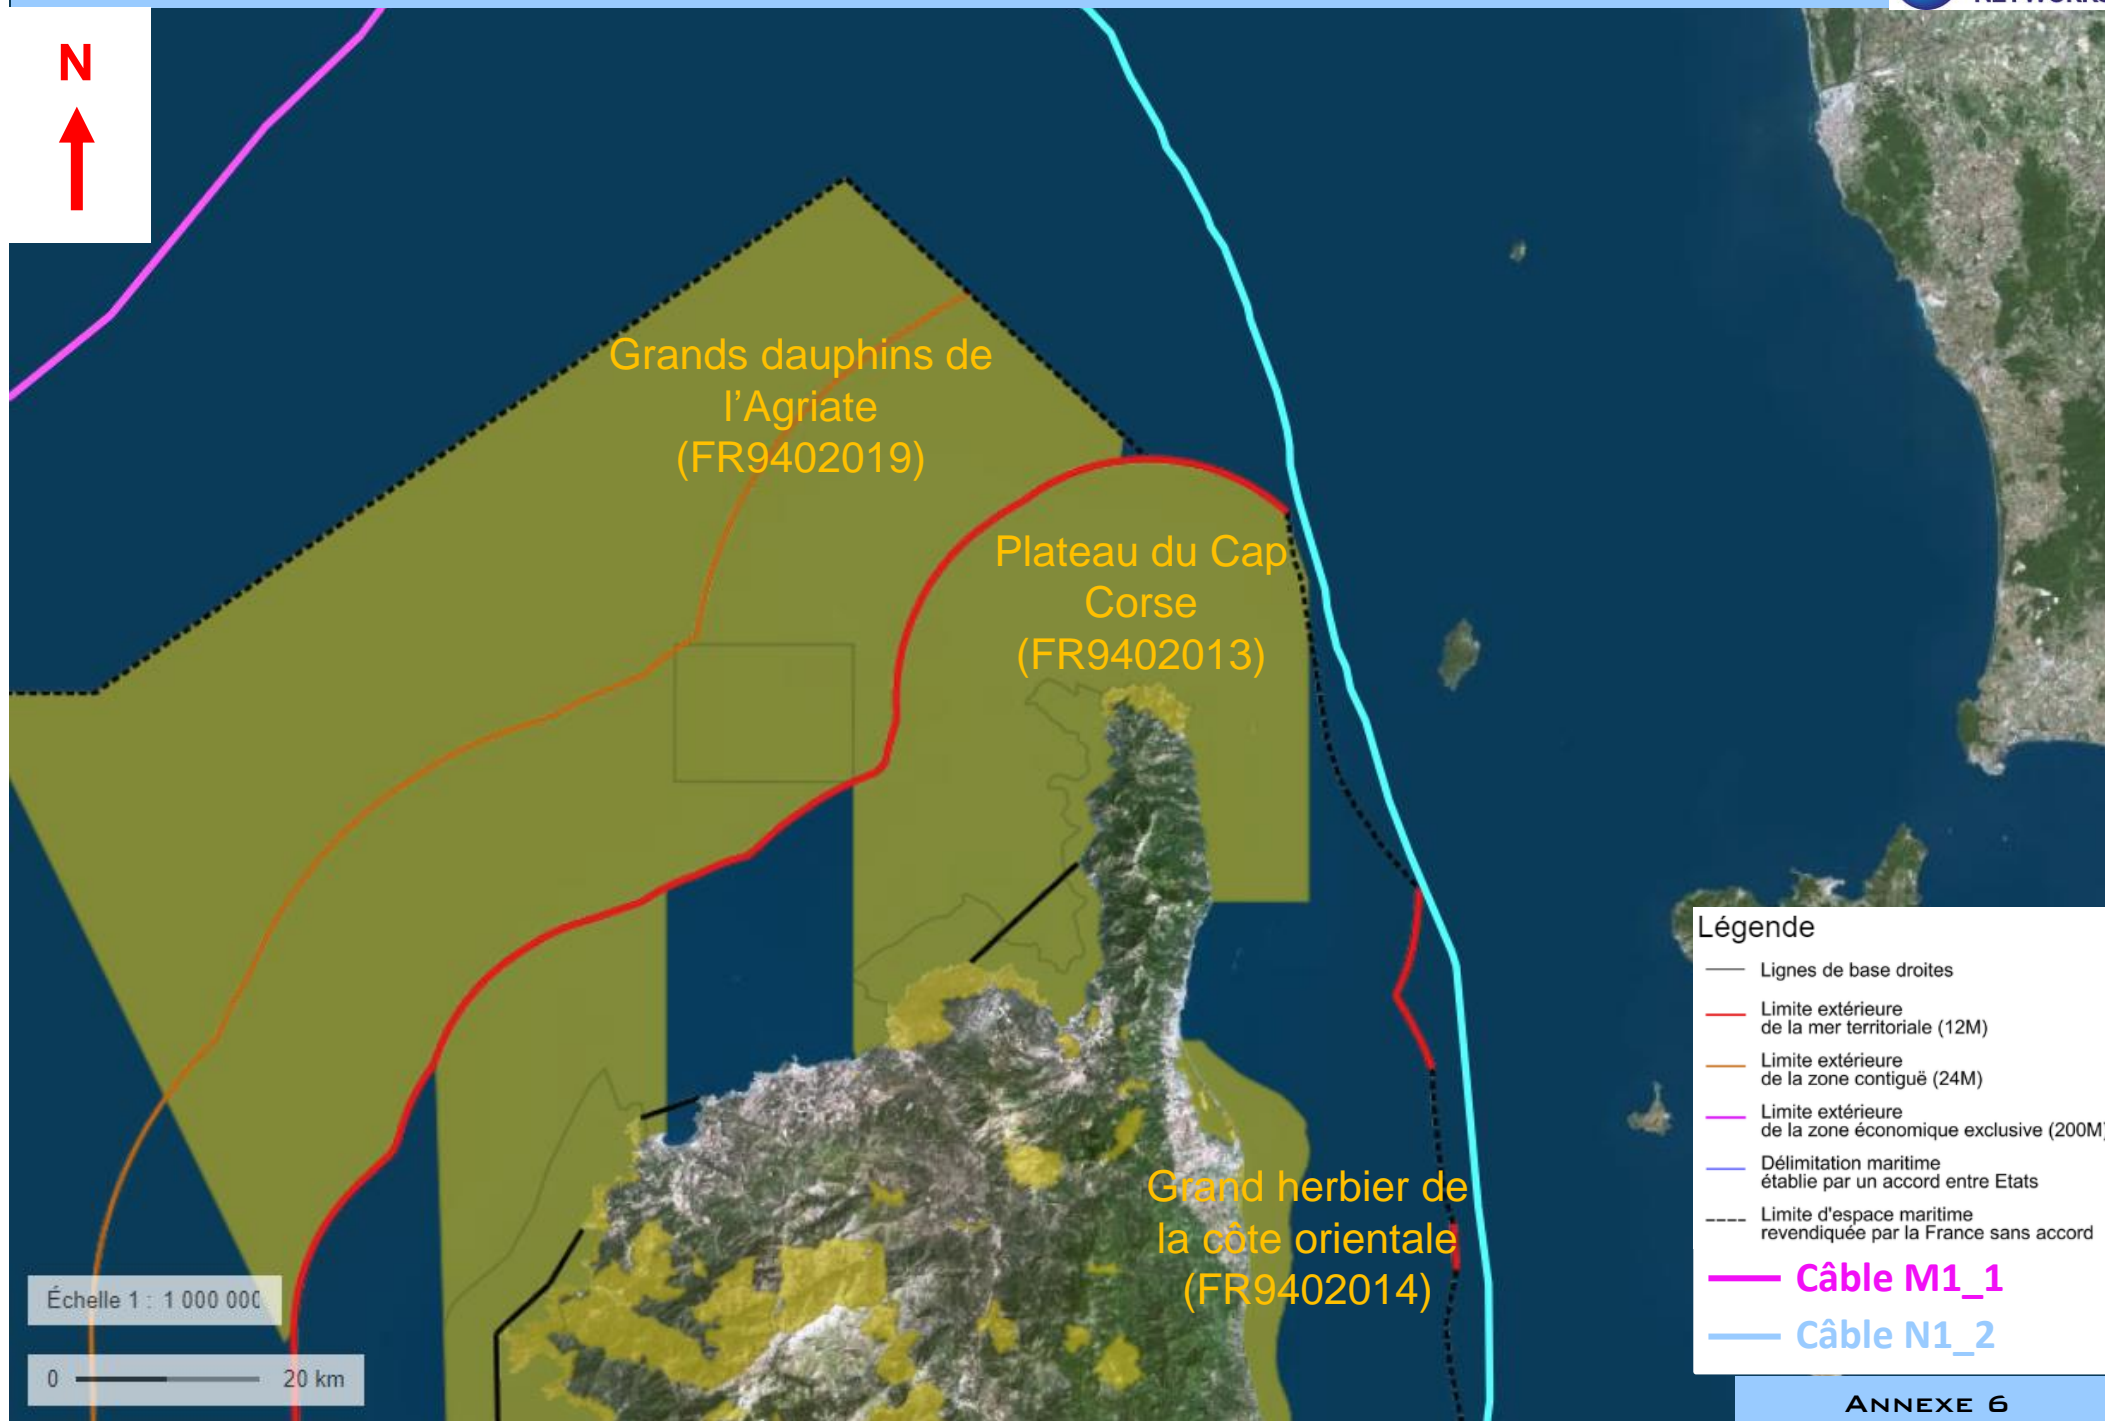 N
Grands dauphins de
l’Agriate
(FR9402019)
Plateau du Cap
Corse
(FR9402013)
Grand herbier de
la côte orientale
(FR9402014)
Légende
Lignes de base droites
Limite extérieure
de la mer territoriale (12M)
Limite extérieure
de la zone contiguë (24M)
Limite extérieure
de la zone économique exclusive (200M)
Délimitation maritime
établie par un accord entre Etats
Limite d'espace maritime
revendiquée par la France sans accord
Câble M1_1
Câble N1_2
Échelle 1 : 1 000 000
0 20 km
ANNEXE 6